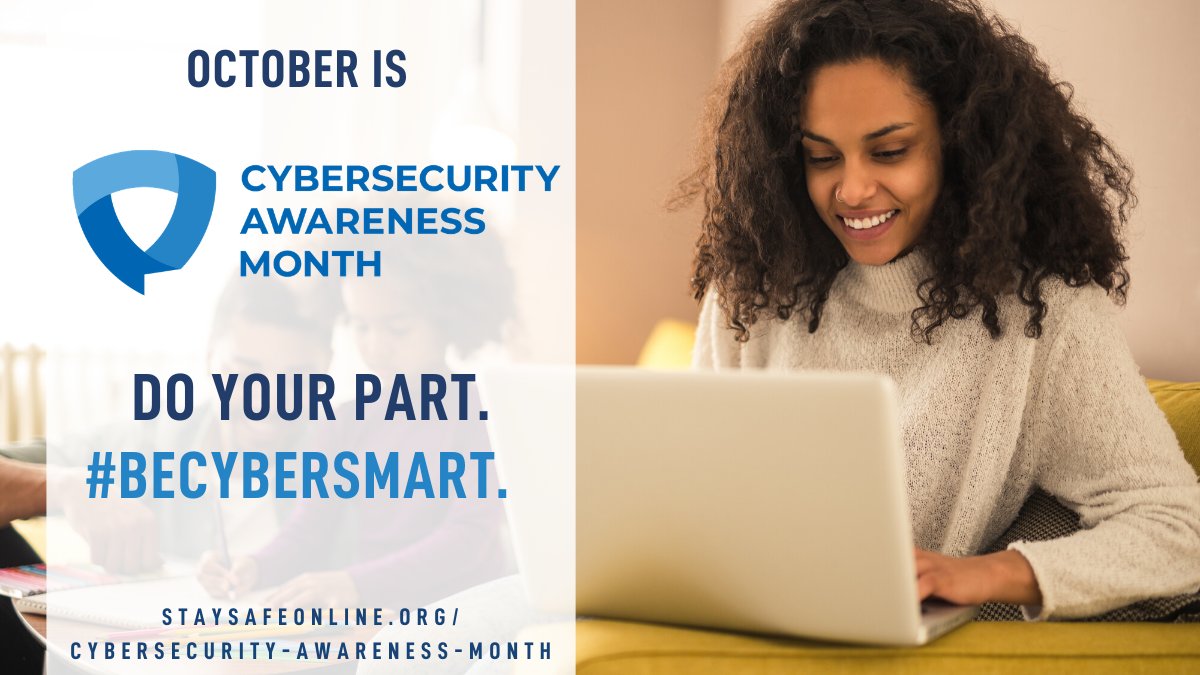 OCTOBER IS
CYBERSECURITY
AWARENESS
MONTH
DO YOUR PART.
#BECYBERSMART.
STAYSAFEONLINE.ORG/
CYBERSECURITY-AWARENESS-MONTH